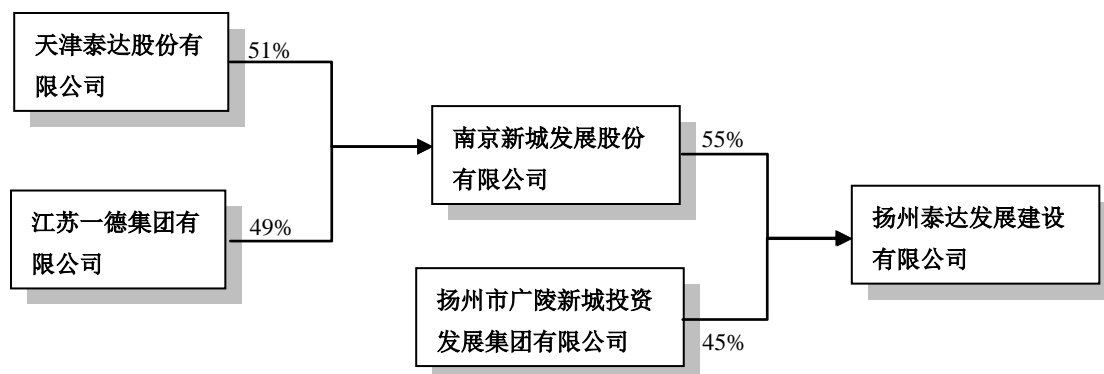 天津泰达股份有
限公司
51%
江苏一德集团有
限公司
49%
南京新城发展股份
有限公司
55%
扬州市广陵新城投资
发展集团有限公司
45%
扬州泰达发展建设
有限公司